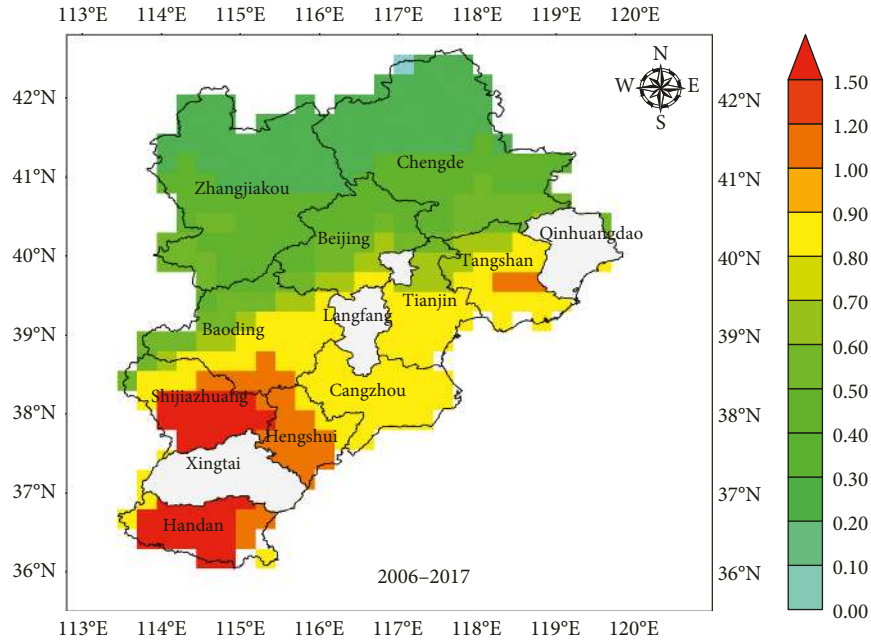 113°E 114°E 115°E 116°E 117°E 118°E 119°E 120°E
N
W E
S
42°N 42°N 1.50
41°N 41°N 1.20
40°N 40°N 1.00
39°N 39°N 0.90
38°N 38°N 0.80
37°N 37°N 0.70
36°N 36°N 0.60
0.50
0.40
0.30
0.20
0.10
0.00
Chengde
Zhangjiakou
Qinhuangdao
Beijing
Tangshan
Tianjin
Langfang
Baoding
Cangzhou
Shijiazhuang
Hengshui
Xingtai
Handan
2006–2017
113°E 114°E 115°E 116°E 117°E 118°E 119°E 120°E